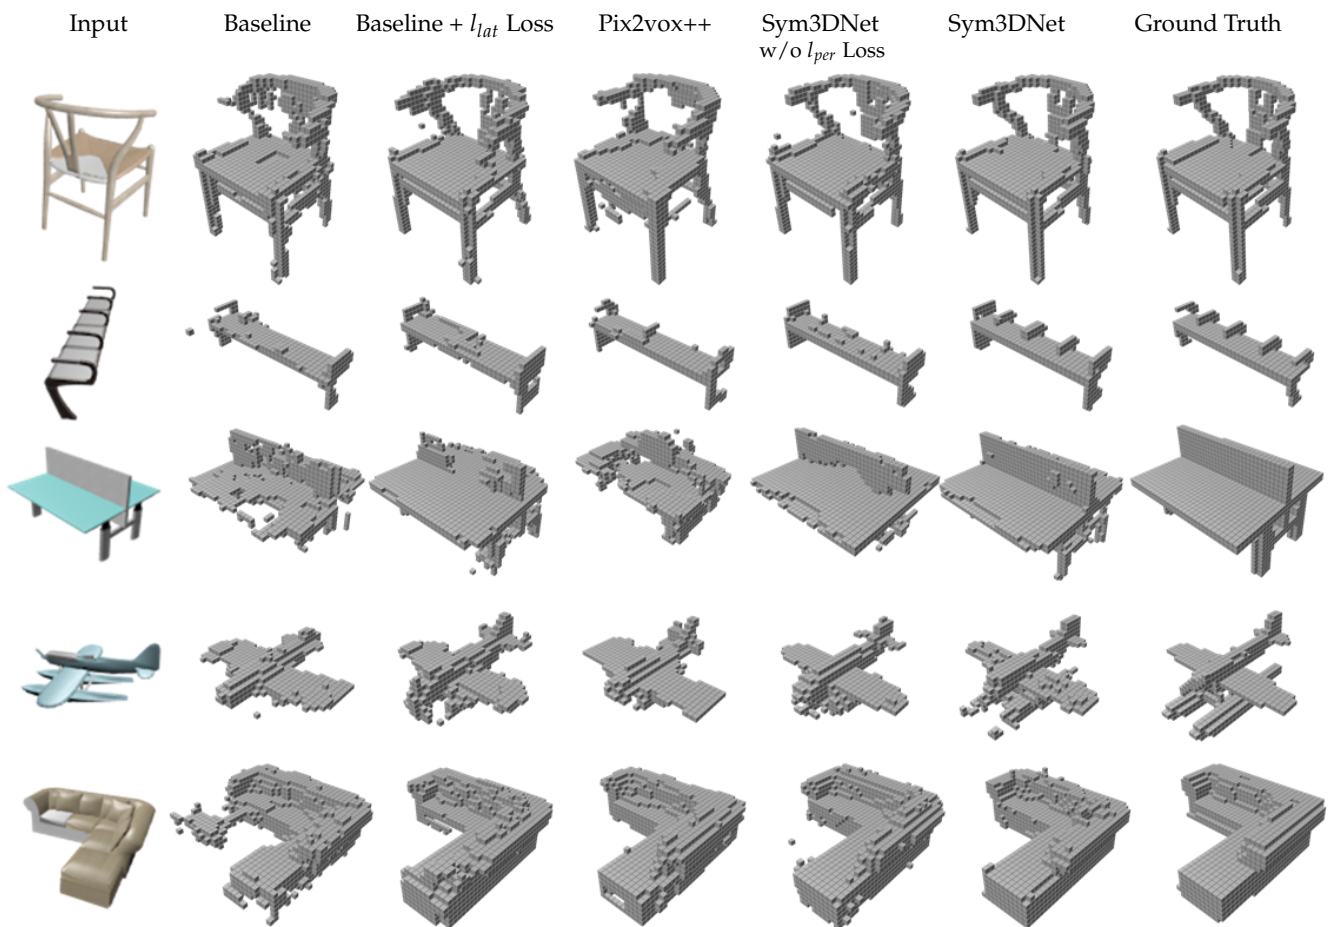 Input Baseline Baseline + l_lat Loss Pix2vox++ Sym3DNet Sym3DNet Ground Truth
w/o l_per Loss